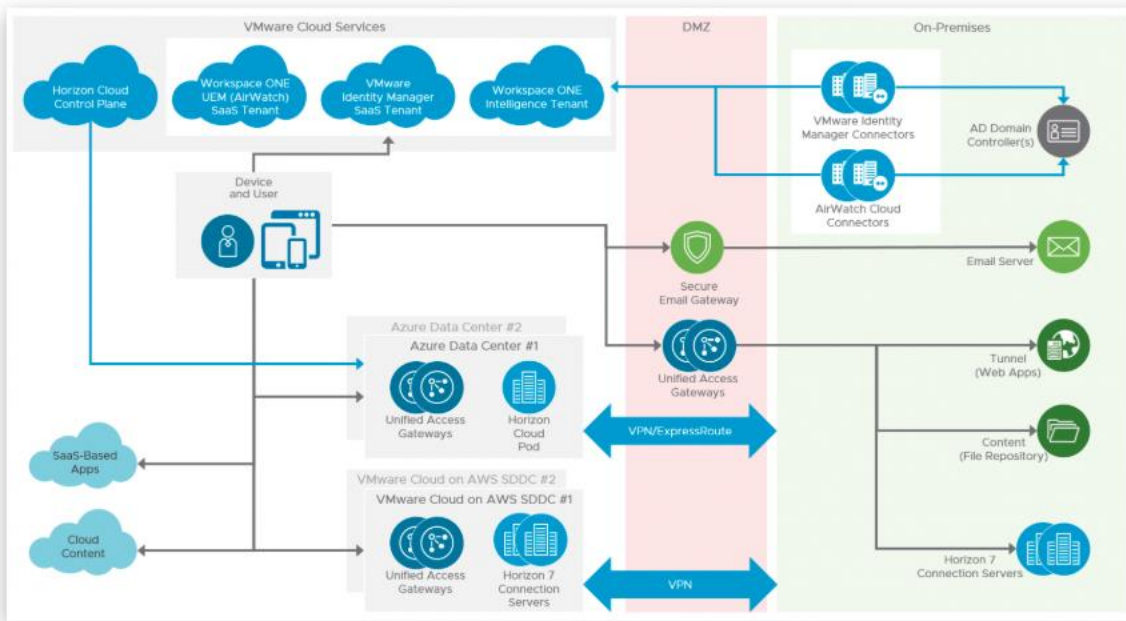 VMware Cloud Services
DMZ
On-Premises
Horizon Cloud
Control Plane
Workspace ONE
UEM (AirWatch)
SaaS Tenant
VMware
Identity Manager
SaaS Tenant
Workspace ONE
Intelligence Tenant
VMware Identity
Manager Connectors
AD Domain
Controller(s)
AirWatch Cloud
Connectors
Device
and User
Secure
Email Gateway
Email Server
Azure Data Center #2
Azure Data Center #1
Unified Access
Gateways
Horizon
Cloud
Pod
Unified Access
Gateways
Tunnel
(Web Apps)
VPN/ExpressRoute
Content
(File Repository)
SaaS-Based
Apps
VMware Cloud on AWS SDDC #2
VMware Cloud on AWS SDDC #1
Cloud
Content
Unified Access
Gateways
Horizon 7
Connection
Servers
VPN
Horizon 7
Connection Servers